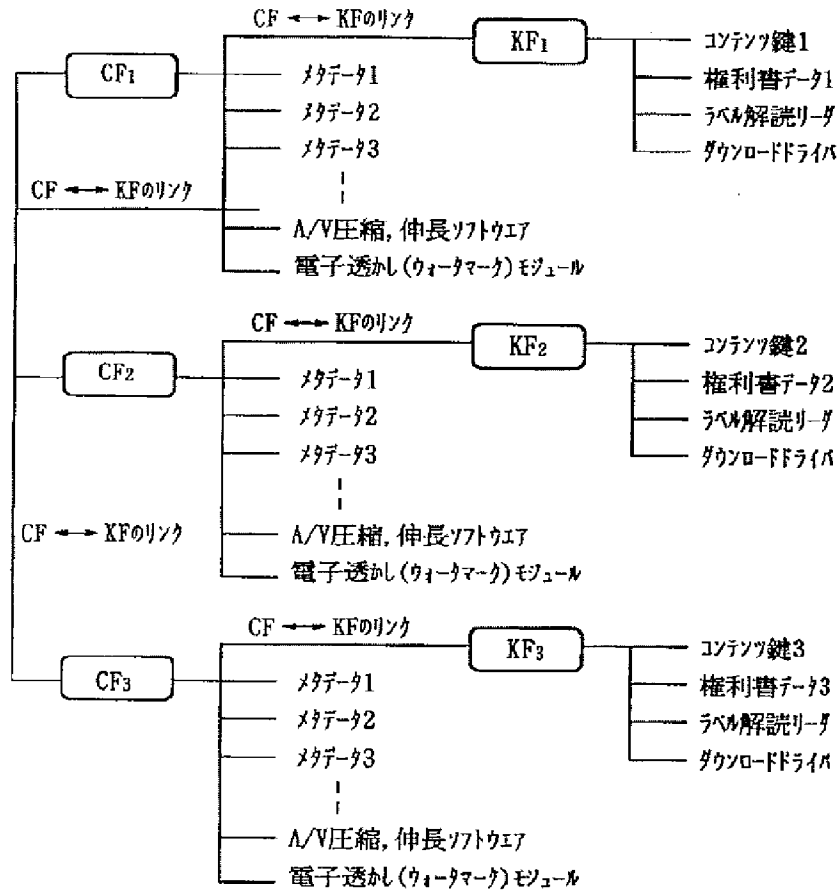 CF ⟷ KFのリンク
KF1
コンテンツ鍵1
CF1
メタデータ1
権利書データ1
メタデータ2
ラベル解読リーダ
メタデータ3
ダウンロードドライバ
CF ⟷ KFのリンク
A/V圧縮, 伸長ソフトウエア
電子透かし(ウォータマーク)モジュール
CF ⟷ KFのリンク
KF2
コンテンツ鍵2
CF2
メタデータ1
権利書データ2
メタデータ2
ラベル解読リーダ
メタデータ3
ダウンロードドライバ
CF ⟷ KFのリンク
A/V圧縮, 伸長ソフトウエア
電子透かし(ウォータマーク)モジュール
CF ⟷ KFのリンク
KF3
コンテンツ鍵3
CF3
メタデータ1
権利書データ3
メタデータ2
ラベル解読リーダ
メタデータ3
ダウンロードドライバ
A/V圧縮, 伸長ソフトウエア
電子透かし(ウォータマーク)モジュール